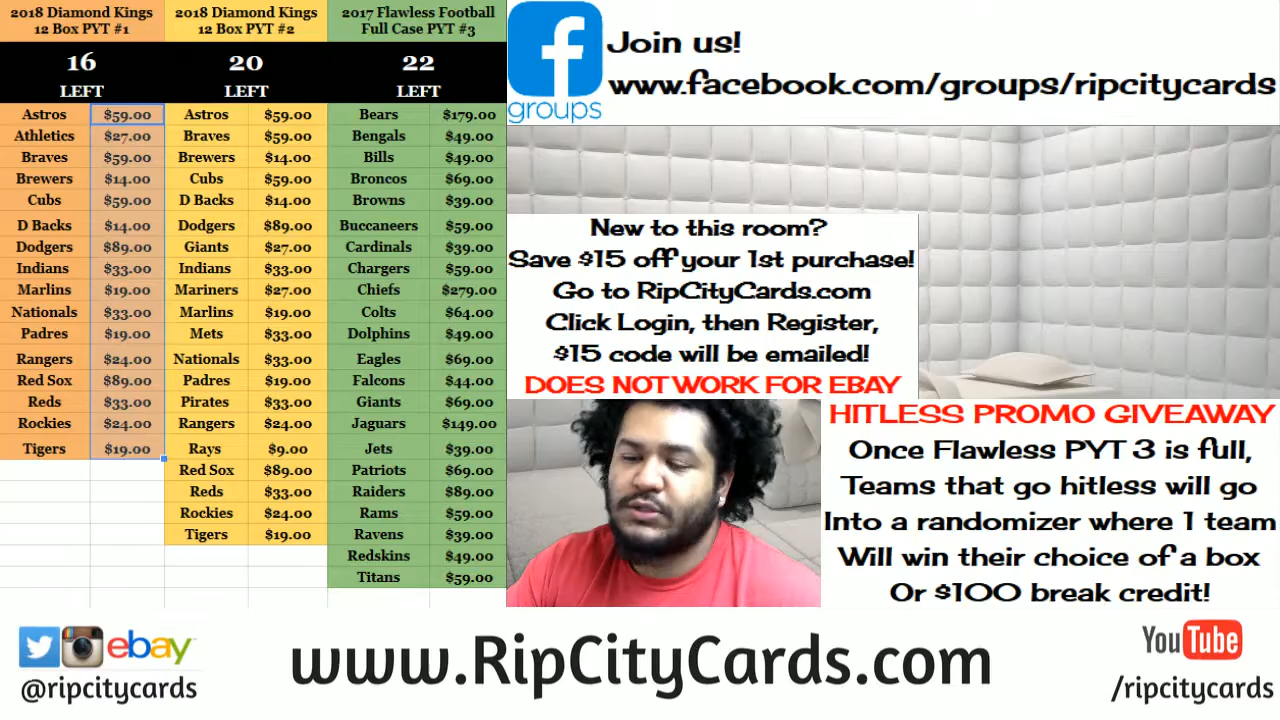 2018 Diamond Kings
12 Box PYT #1
16
LEFT
Astros $59.00
Athletics $27.00
Braves $59.00
Brewers $14.00
Cubs $59.00
D Backs $14.00
Dodgers $89.00
Indians $33.00
Marlins $19.00
Nationals $33.00
Padres $19.00
Rangers $24.00
Red Sox $89.00
Reds $33.00
Rockies $24.00
Tigers $19.00
2018 Diamond Kings
12 Box PYT #2
20
LEFT
Astros $59.00
Braves $59.00
Brewers $14.00
Cubs $59.00
D Backs $14.00
Dodgers $89.00
Giants $27.00
Indians $33.00
Mariners $27.00
Marlins $19.00
Mets $33.00
Nationals $33.00
Padres $19.00
Pirates $33.00
Rangers $24.00
Rays $9.00
Red Sox $89.00
Reds $33.00
Rockies $24.00
Tigers $19.00
2017 Flawless Football
Full Case PYT #3
22
LEFT
Bears $179.00
Bengals $49.00
Bills $49.00
Broncos $69.00
Browns $39.00
Buccaneers $59.00
Cardinals $39.00
Chargers $59.00
Chiefs $279.00
Colts $64.00
Dolphins $49.00
Eagles $69.00
Falcons $44.00
Giants $69.00
Jaguars $149.00
Jets $39.00
Patriots $69.00
Raiders $89.00
Rams $59.00
Ravens $39.00
Redskins $49.00
Titans $59.00
f
groups
Join us!
www.facebook.com/groups/ripcitycards
New to this room?
Save $15 off your 1st purchase!
Go to RipCityCards.com
Click Login, then Register,
$15 code will be emailed!
DOES NOT WORK FOR EBAY
HITLESS PROMO GIVEAWAY
Once Flawless PYT 3 is full,
Teams that go hitless will go
Into a randomizer where 1 team
Will win their choice of a box
Or $100 break credit!
ebay
@ripcitycards
www.RipCityCards.com
YouTube
/ripcitycards